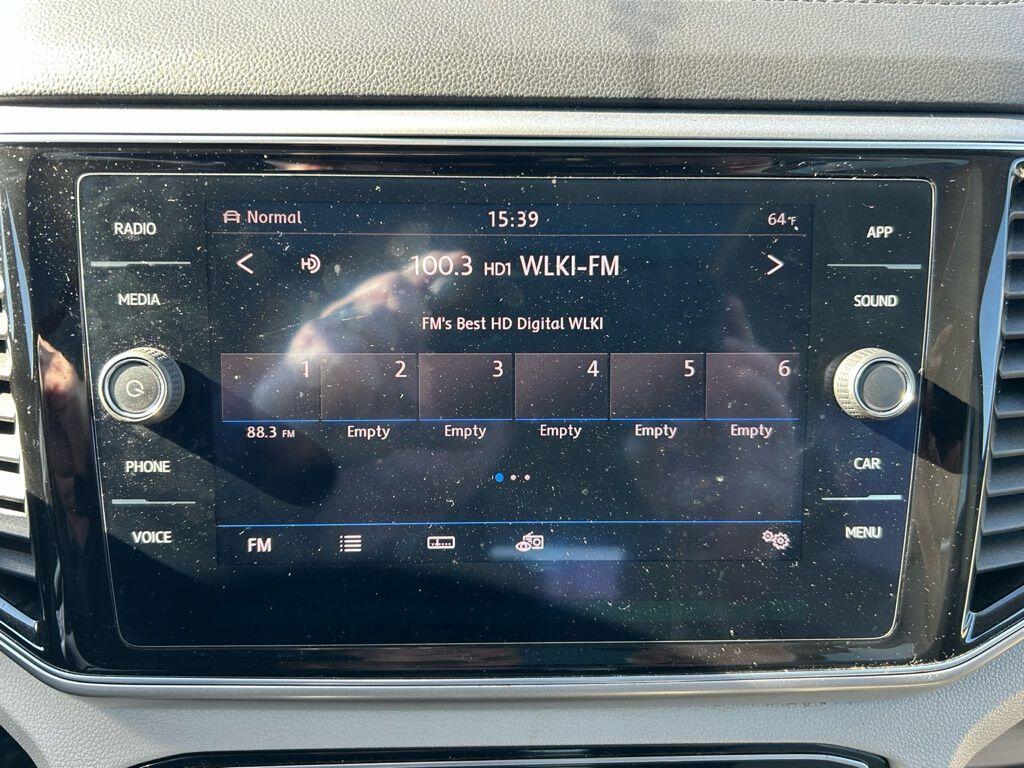 RADIO
MEDIA
PHONE
VOICE
Normal 15:39 64°F
< HD 100.3 HD1 WLKI-FM >
FM's Best HD Digital WLKI
1 2 3 4 5 6
88.3 FM Empty Empty Empty Empty Empty
FM
APP
SOUND
CAR
MENU